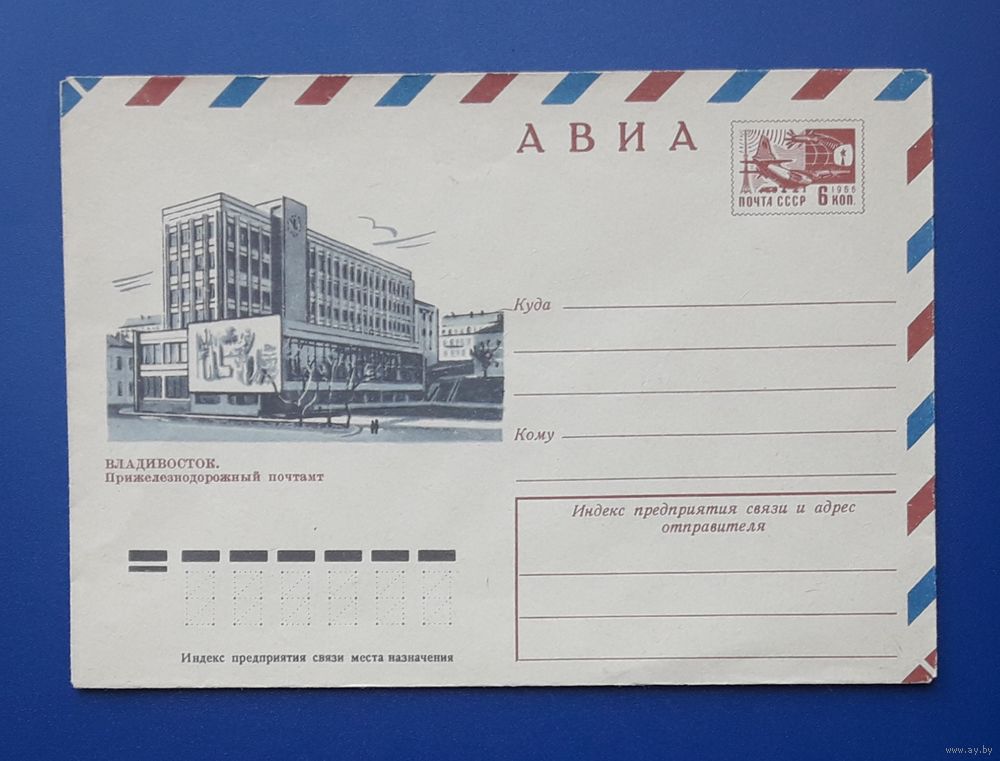 АВИА
1966
ПОЧТА СССР 6 КОП.
Куда
Кому
ВЛАДИВОСТОК.
Прижелезнодорожный почтамт
Индекс предприятия связи и адрес
отправителя
Индекс предприятия связи места назначения
www.ay.by